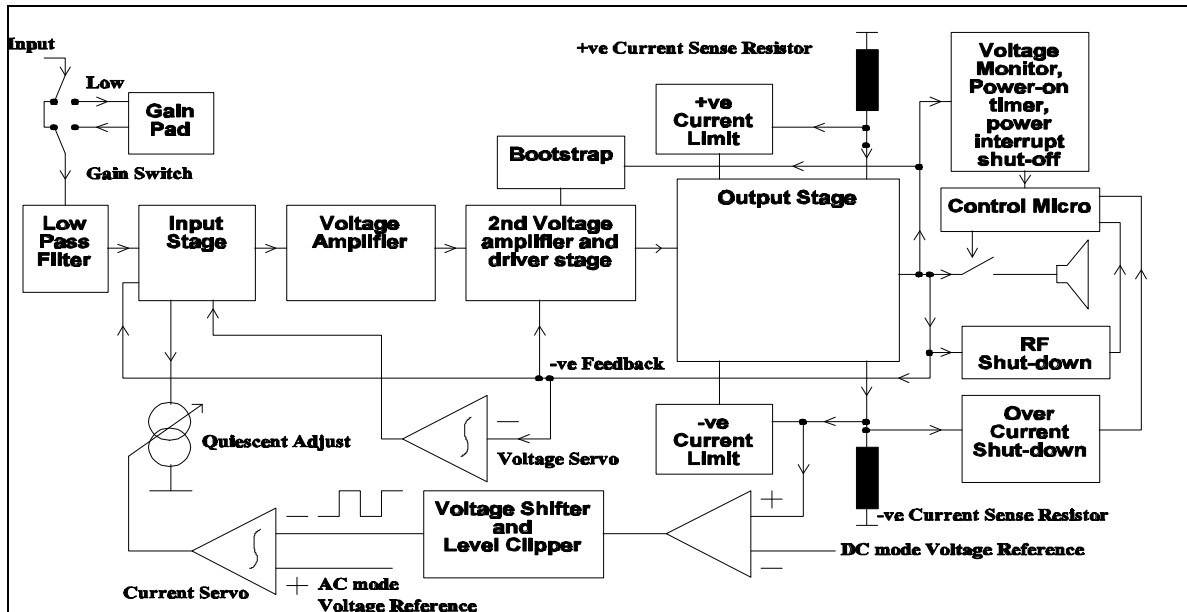 Input
Low
Gain
Pad
Gain Switch
+ve Current Sense Resistor
+ve
Current
Limit
Voltage
Monitor,
Power-on
timer,
power
interrupt
shut-off
Bootstrap
Control Micro
Low
Pass
Filter
Input
Stage
Voltage
Amplifier
2nd Voltage
amplifier and
driver stage
Output Stage
RF
Shut-down
-ve Feedback
Quiescent Adjust
−
Voltage Servo
-ve
Current
Limit
Over
Current
Shut-down
-ve Current Sense Resistor
Voltage Shifter
and
Level Clipper
+
−
DC mode Voltage Reference
−
+
Current Servo
AC mode
Voltage Reference